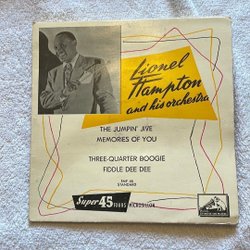 Lionel
Hampton
and his orchestra
THE JUMPIN' JIVE
MEMORIES OF YOU
THREE-QUARTER BOOGIE
FIDDLE DEE DEE
Super 45 TOURS